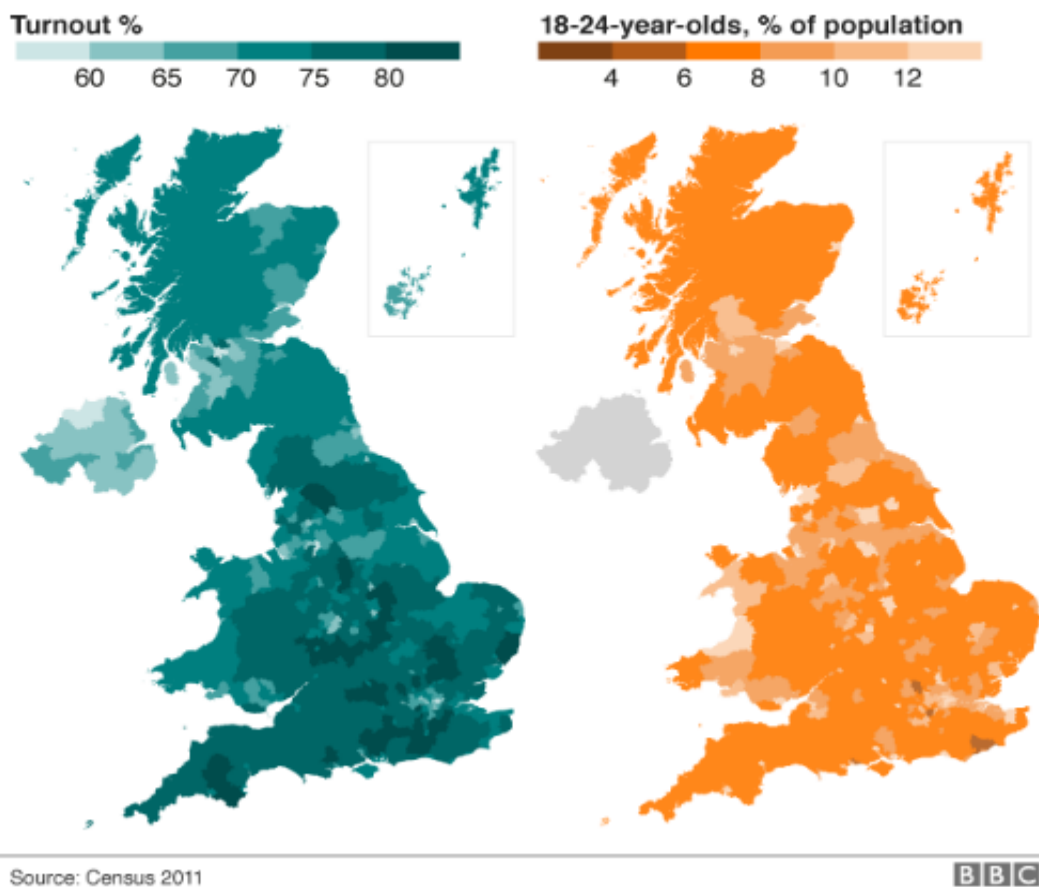 Turnout %
60 65 70 75 80
18-24-year-olds, % of population
4 6 8 10 12
Source: Census 2011
BBC